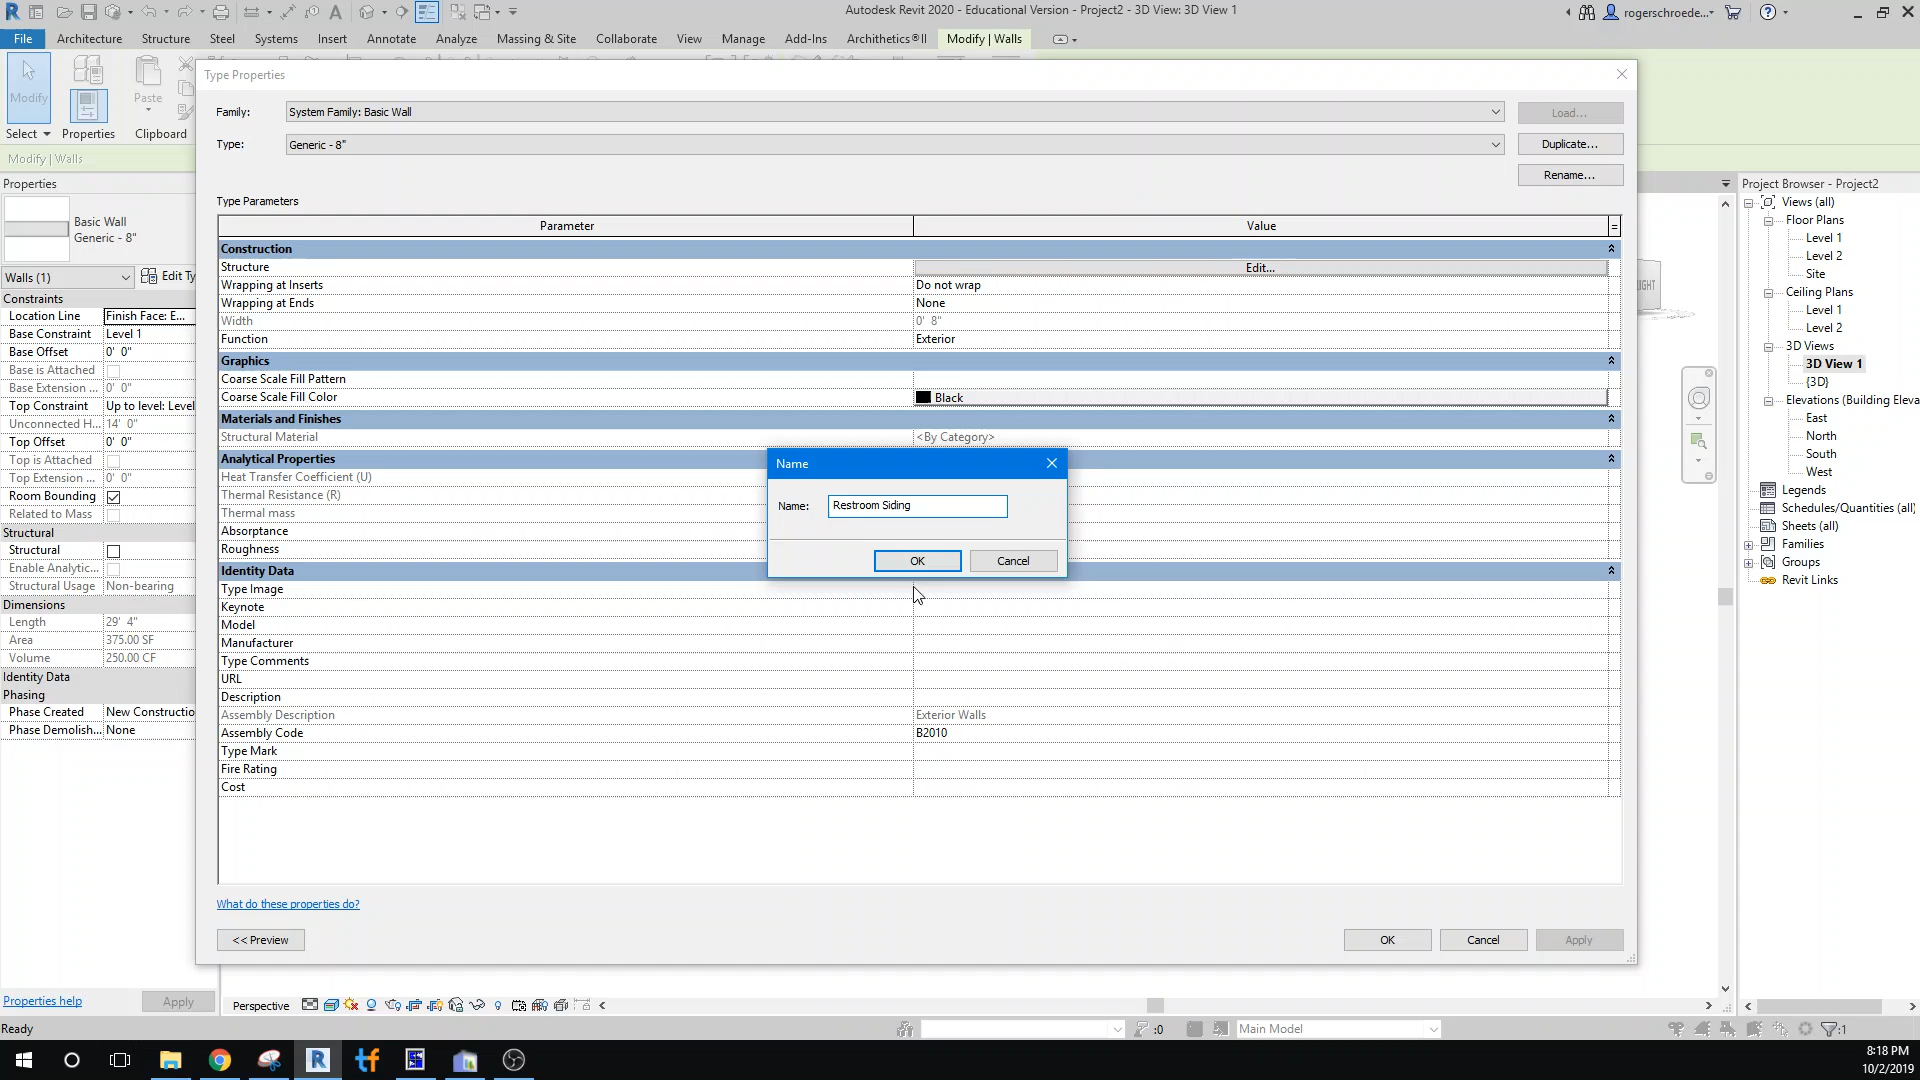 Autodesk Revit 2020 - Educational Version - Project2 - 3D View: 3D View 1
rogerschroede...
File Architecture Structure Steel Systems Insert Annotate Analyze Massing & Site Collaborate View Manage Add-Ins Archithetics®II Modify | Walls
Modify
Paste
Select Properties Clipboard
Modify | Walls
Properties
Basic Wall
Generic - 8"
Walls (1) Edit Ty
Constraints
Location Line Finish Face: E...
Base Constraint Level 1
Base Offset 0' 0"
Base is Attached
Base Extension ... 0' 0"
Top Constraint Up to level: Level
Unconnected H... 14' 0"
Top Offset 0' 0"
Top is Attached
Top Extension ... 0' 0"
Room Bounding
Related to Mass
Structural
Structural
Enable Analytic...
Structural Usage Non-bearing
Dimensions
Length 29' 4"
Area 375.00 SF
Volume 250.00 CF
Identity Data
Phasing
Phase Created New Constructio
Phase Demolish... None
Properties help Apply
Type Properties
Family: System Family: Basic Wall Load...
Type: Generic - 8" Duplicate...
Rename...
Type Parameters
Parameter Value =
Construction
Structure Edit...
Wrapping at Inserts Do not wrap
Wrapping at Ends None
Width 0' 8"
Function Exterior
Graphics
Coarse Scale Fill Pattern
Coarse Scale Fill Color Black
Materials and Finishes
Structural Material <By Category>
Analytical Properties
Heat Transfer Coefficient (U)
Thermal Resistance (R)
Thermal mass
Absorptance
Roughness
Identity Data
Type Image
Keynote
Model
Manufacturer
Type Comments
URL
Description
Assembly Description Exterior Walls
Assembly Code B2010
Type Mark
Fire Rating
Cost
Name
Name: Restroom Siding
OK Cancel
What do these properties do?
<< Preview OK Cancel Apply
Project Browser - Project2
Views (all)
Floor Plans
Level 1
Level 2
Site
Ceiling Plans
Level 1
Level 2
3D Views
3D View 1
{3D}
Elevations (Building Eleva
East
North
South
West
Legends
Schedules/Quantities (all)
Sheets (all)
Families
Groups
Revit Links
Perspective
Ready :0 Main Model :1
8:18 PM
10/2/2019